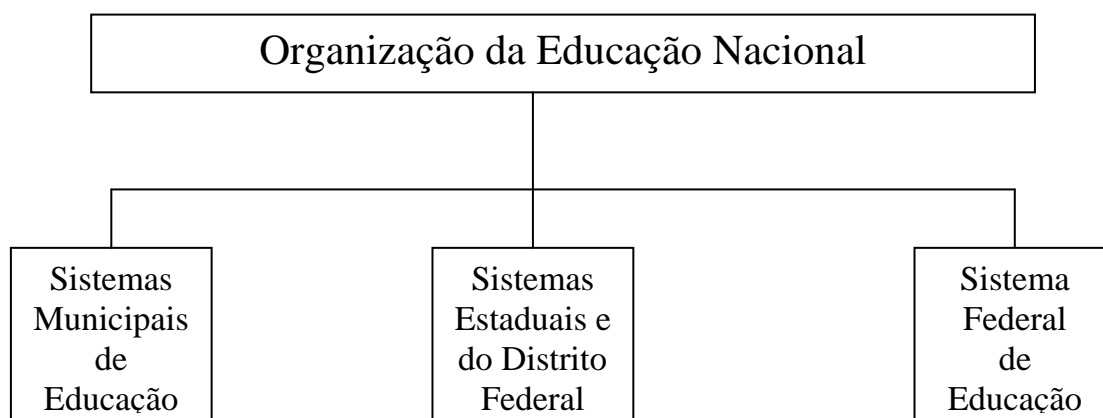 Organização da Educação Nacional
Sistemas
Municipais
de
Educação
Sistemas
Estaduais e
do Distrito
Federal
Sistema
Federal
de
Educação